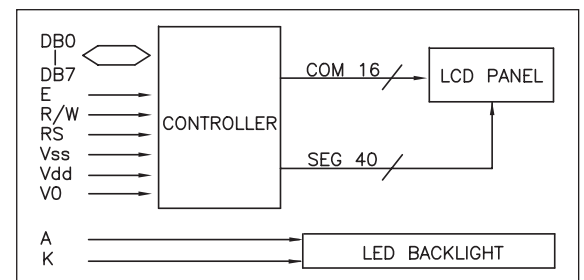 DB0
DB7
E
R/W
RS
Vss
Vdd
V0
A
K
CONTROLLER
COM 16
SEG 40
LCD PANEL
LED BACKLIGHT